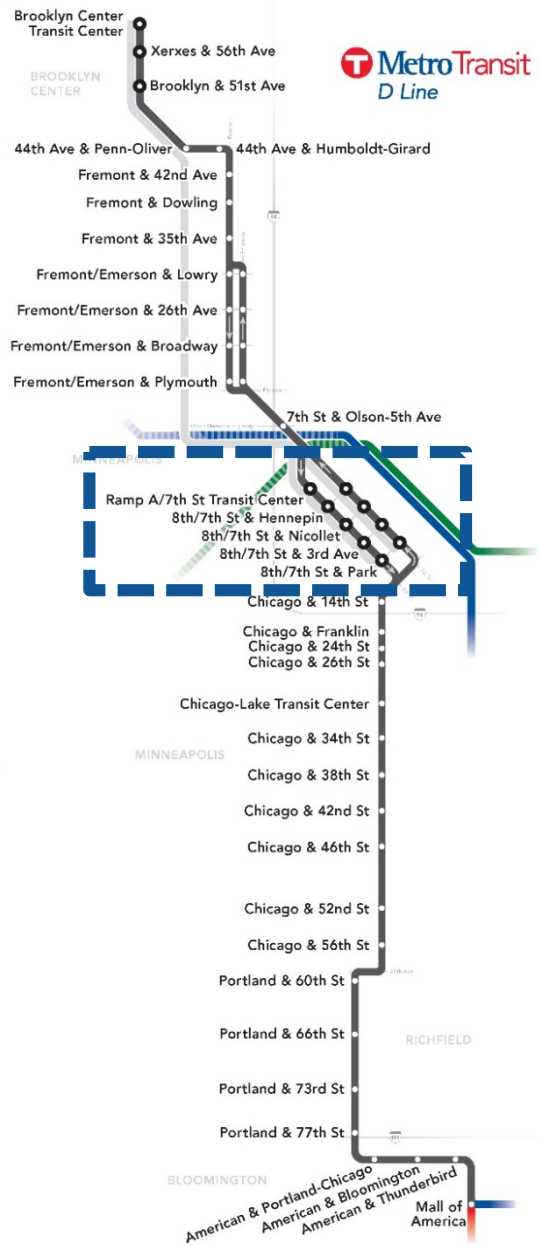 Brooklyn Center
Transit Center
MetroTransit
D Line
Xerxes & 56th Ave
BROOKLYN
CENTER
Brooklyn & 51st Ave
44th Ave & Penn-Oliver
44th Ave & Humboldt-Girard
Fremont & 42nd Ave
Fremont & Dowling
Fremont & 35th Ave
94
Fremont/Emerson & Lowry
Fremont/Emerson & 26th Ave
Fremont/Emerson & Broadway
Fremont/Emerson & Plymouth
7th St & Olson-5th Ave
MINNEAPOLIS
Ramp A/7th St Transit Center
8th/7th St & Hennepin
8th/7th St & Nicollet
8th/7th St & 3rd Ave
8th/7th St & Park
Chicago & 14th St
94
Chicago & Franklin
Chicago & 24th St
Chicago & 26th St
Chicago-Lake Transit Center
Chicago & 34th St
MINNEAPOLIS
Chicago & 38th St
Chicago & 42nd St
Chicago & 46th St
Chicago & 52nd St
Chicago & 56th St
Portland & 60th St
Portland & 66th St
RICHFIELD
Portland & 73rd St
Portland & 77th St
BLOOMINGTON
American & Portland-Chicago
American & Bloomington
American & Thunderbird
Mall of
America